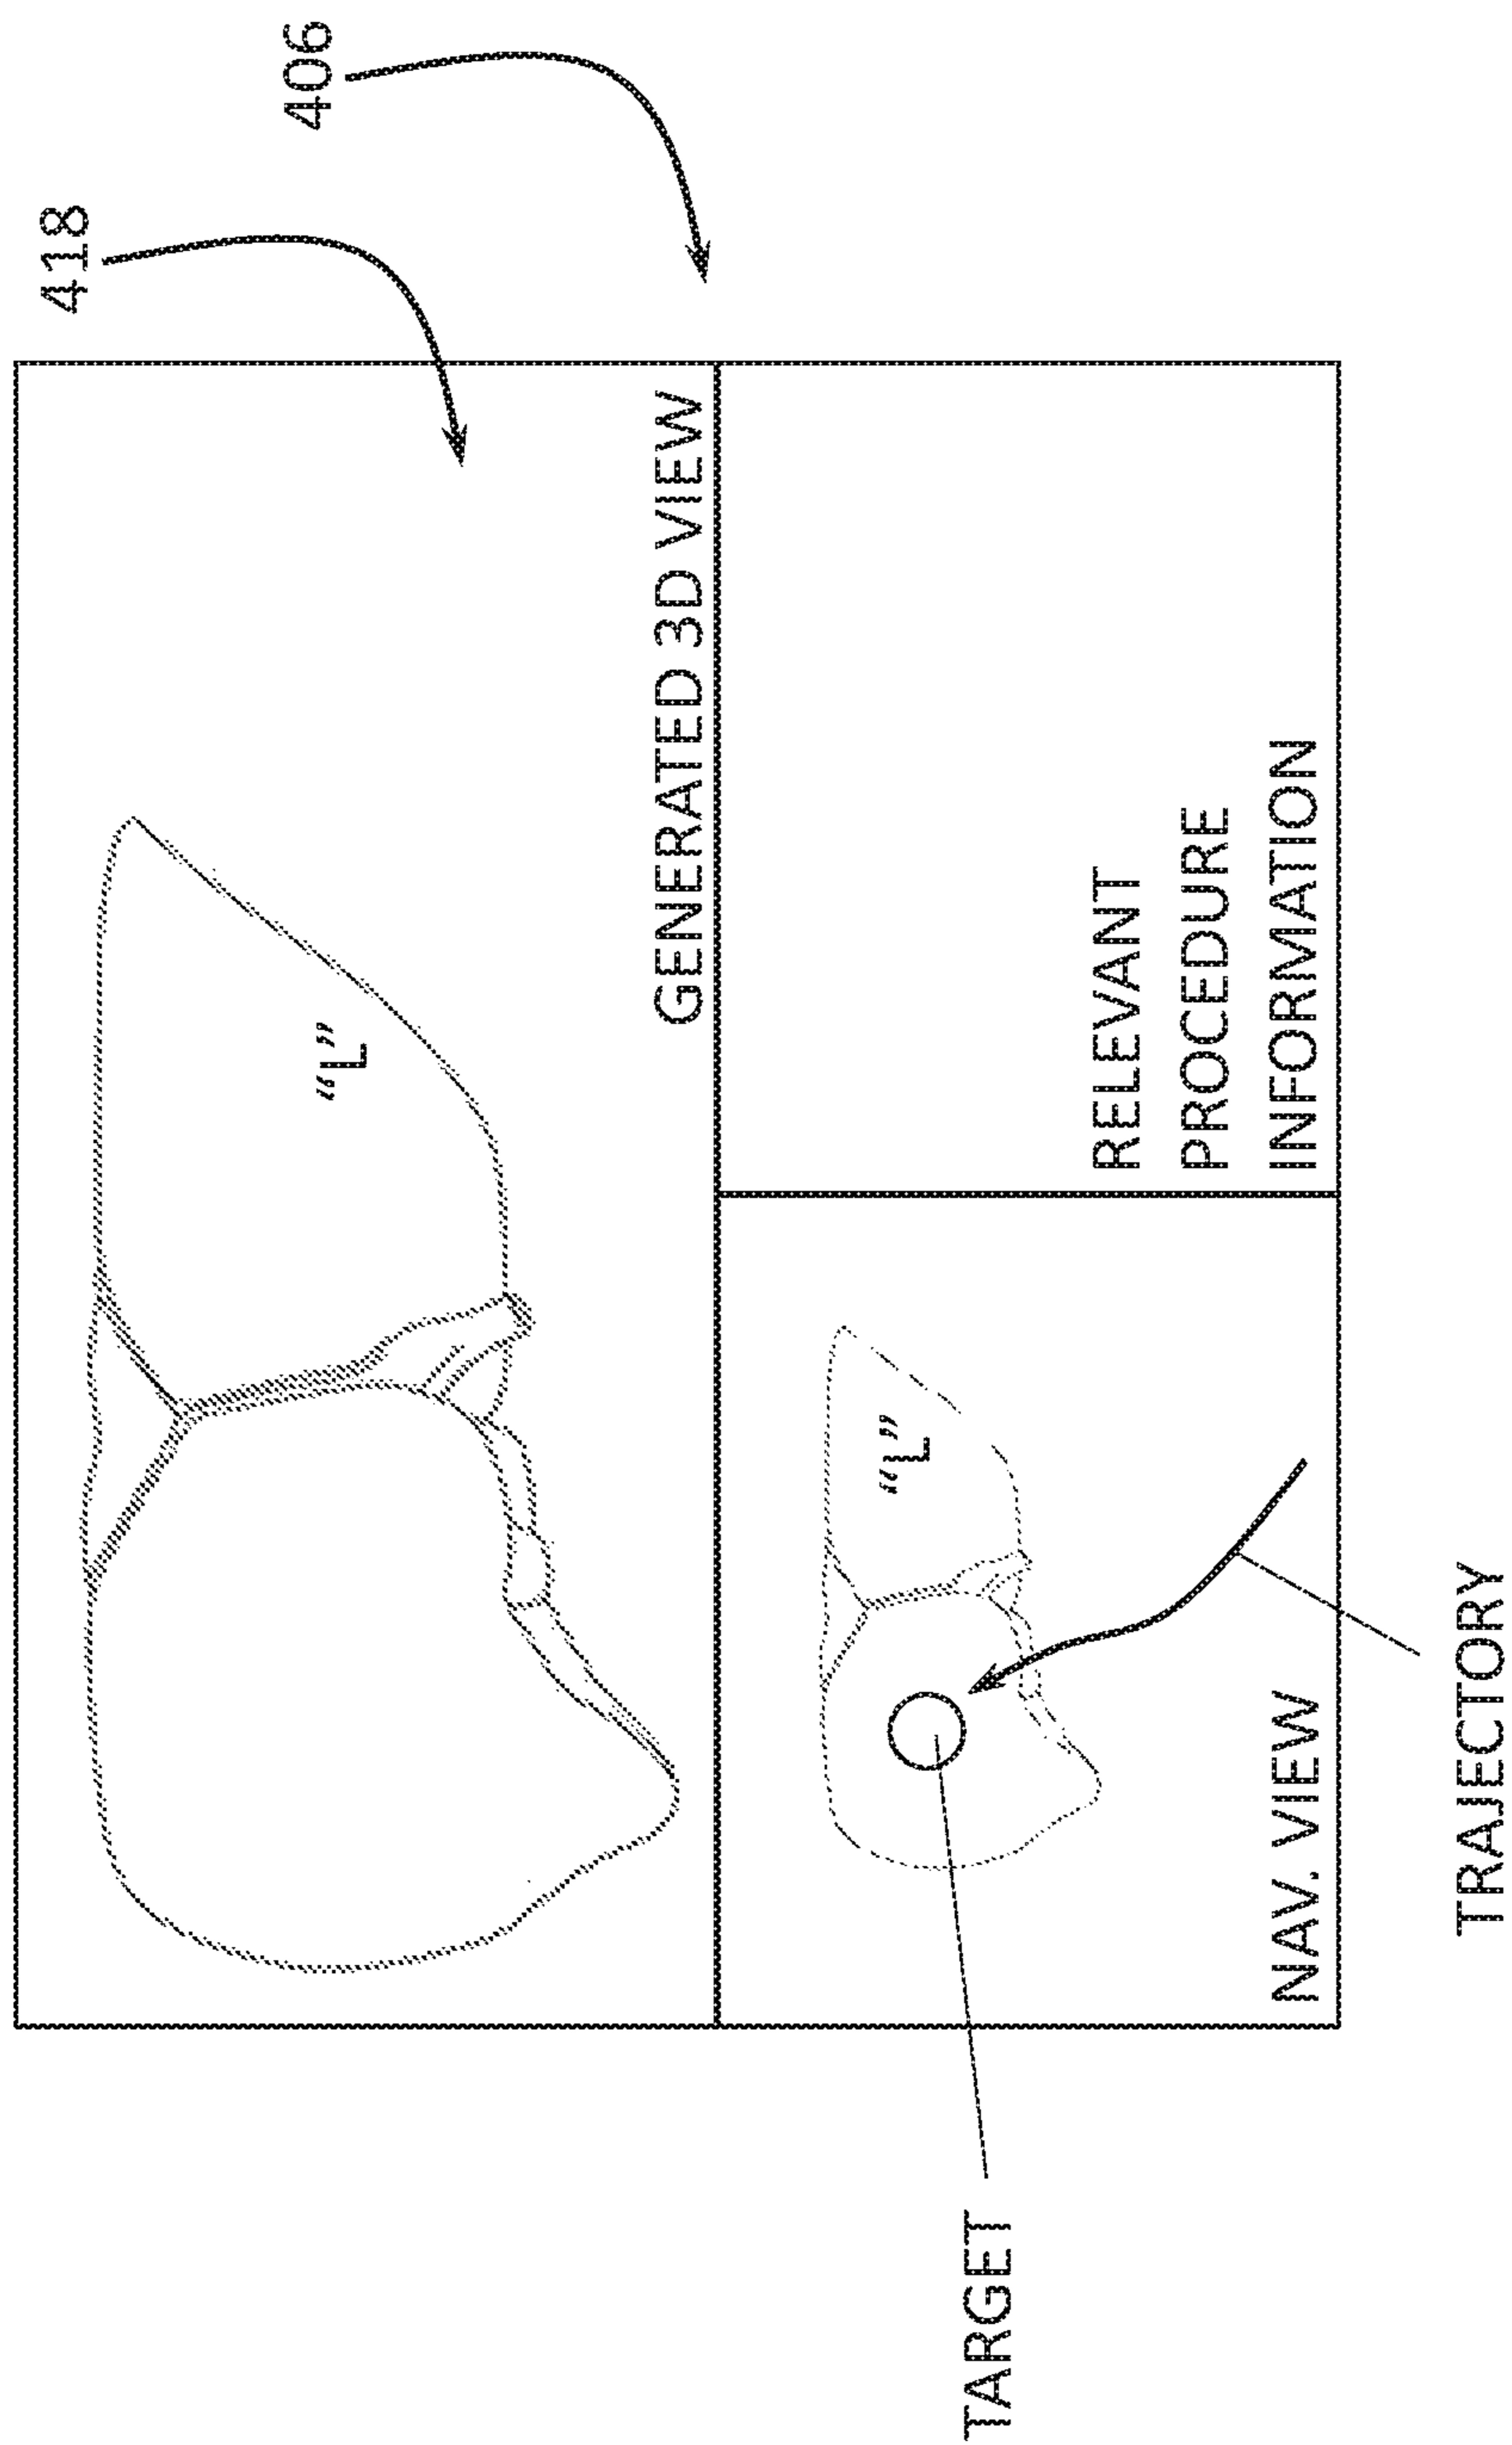 418
406
“L”
GENERATED 3D VIEW
“L”
NAV. VIEW
RELEVANT
PROCEDURE
INFORMATION
TARGET
TRAJECTORY